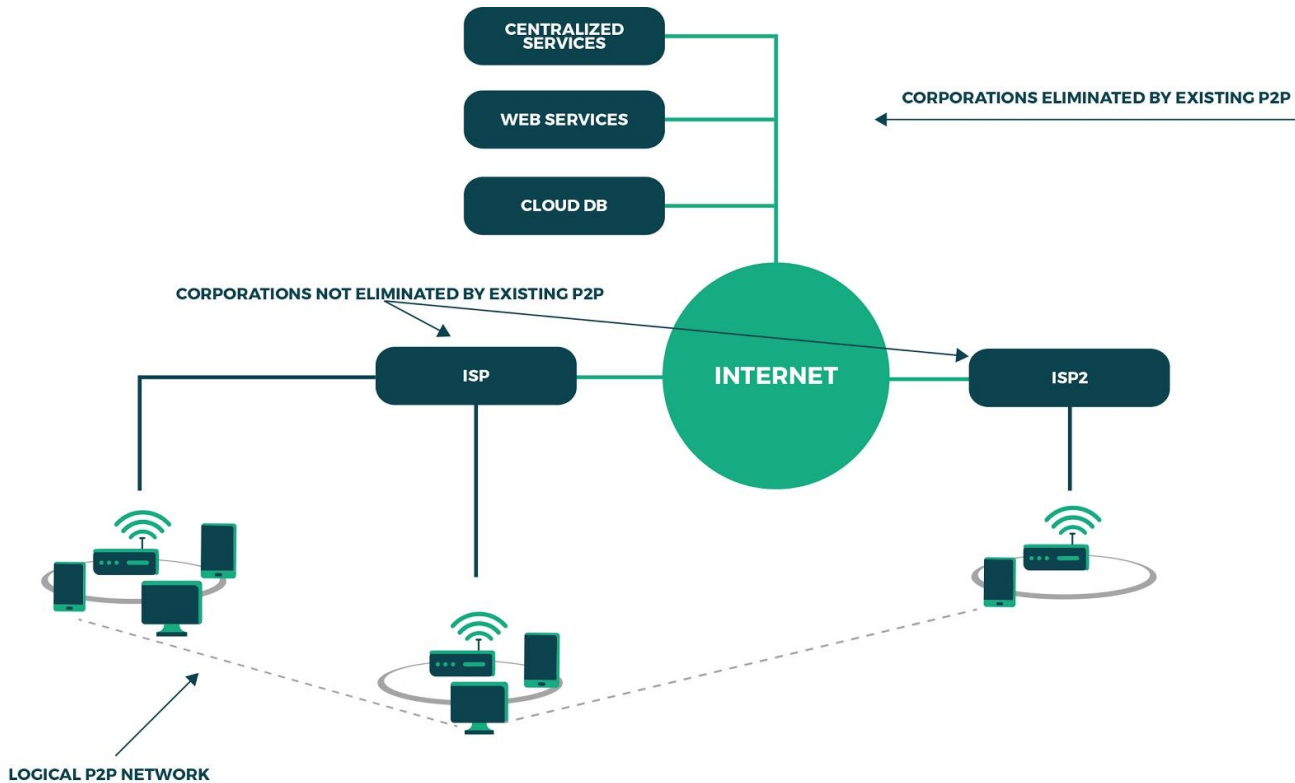 CENTRALIZED
SERVICES
CORPORATIONS ELIMINATED BY EXISTING P2P
WEB SERVICES
CLOUD DB
CORPORATIONS NOT ELIMINATED BY EXISTING P2P
ISP
INTERNET
ISP2
LOGICAL P2P NETWORK